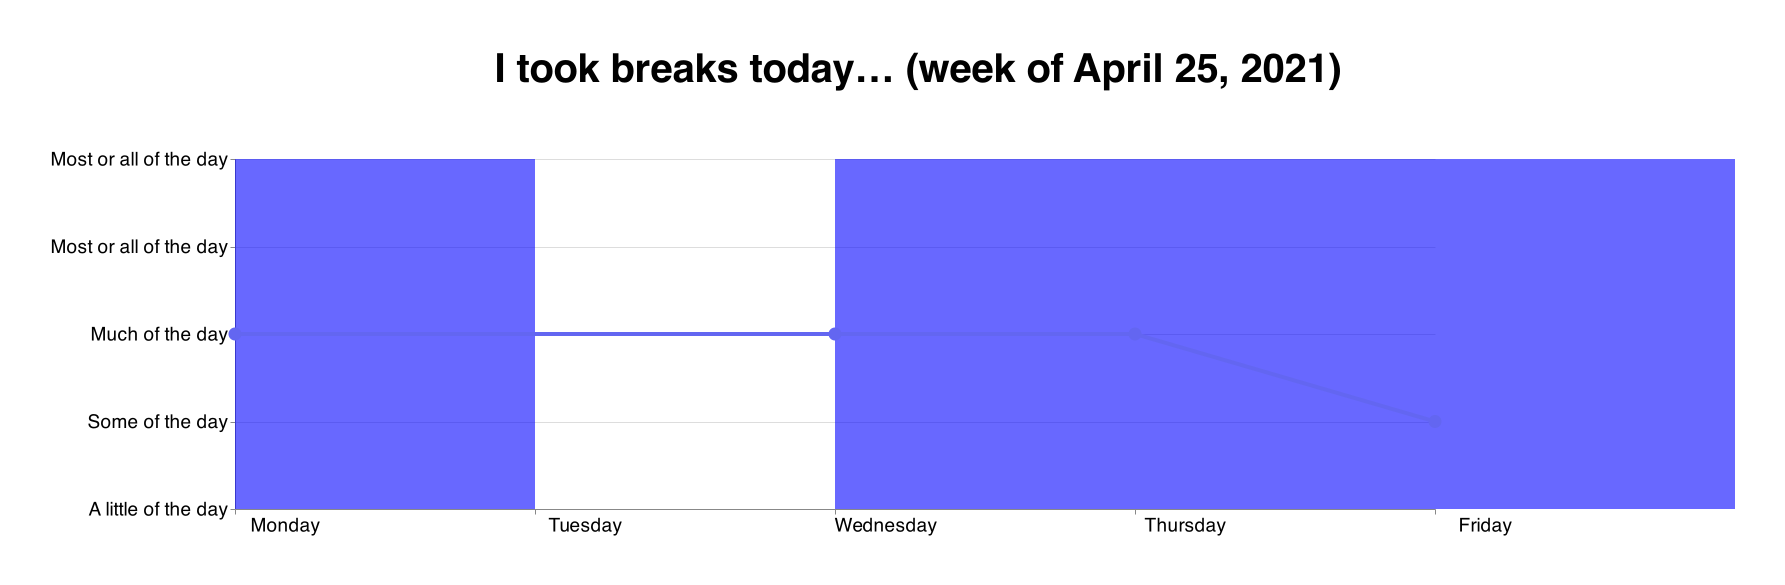 I took breaks today… (week of April 25, 2021)
Most or all of the day
Most or all of the day
Much of the day
Some of the day
A little of the day
Monday Tuesday Wednesday Thursday Friday